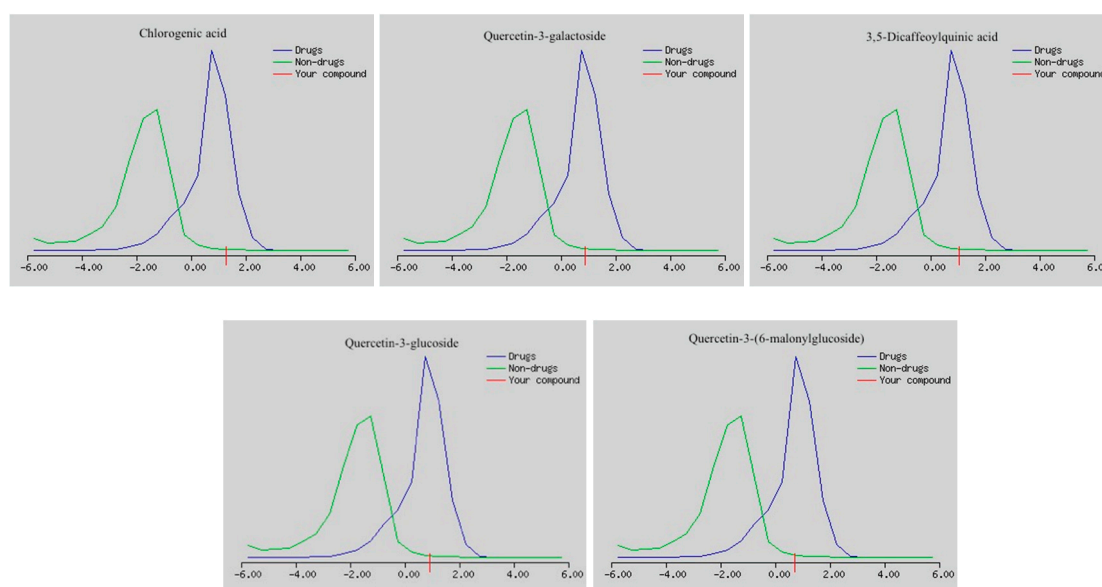 Chlorogenic acid
Drugs
Non-drugs
Your compound
-6.00 -4.00 -2.00 0.00 2.00 4.00 6.00
Quercetin-3-galactoside
Drugs
Non-drugs
Your compound
-6.00 -4.00 -2.00 0.00 2.00 4.00 6.00
3,5-Dicaffeoylquinic acid
Drugs
Non-drugs
Your compound
-6.00 -4.00 -2.00 0.00 2.00 4.00 6.00
Quercetin-3-glucoside
Drugs
Non-drugs
Your compound
-6.00 -4.00 -2.00 0.00 2.00 4.00 6.00
Quercetin-3-(6-malonylglucoside)
Drugs
Non-drugs
Your compound
-6.00 -4.00 -2.00 0.00 2.00 4.00 6.00